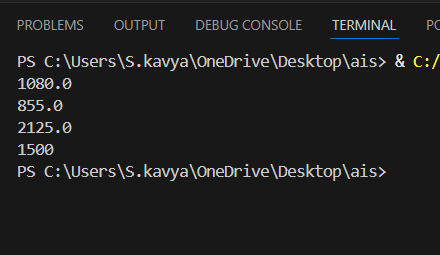 PROBLEMS OUTPUT DEBUG CONSOLE TERMINAL PO
PS C:\Users\S.kavya\OneDrive\Desktop\ais> & C:/
1080.0
855.0
2125.0
1500
PS C:\Users\S.kavya\OneDrive\Desktop\ais>